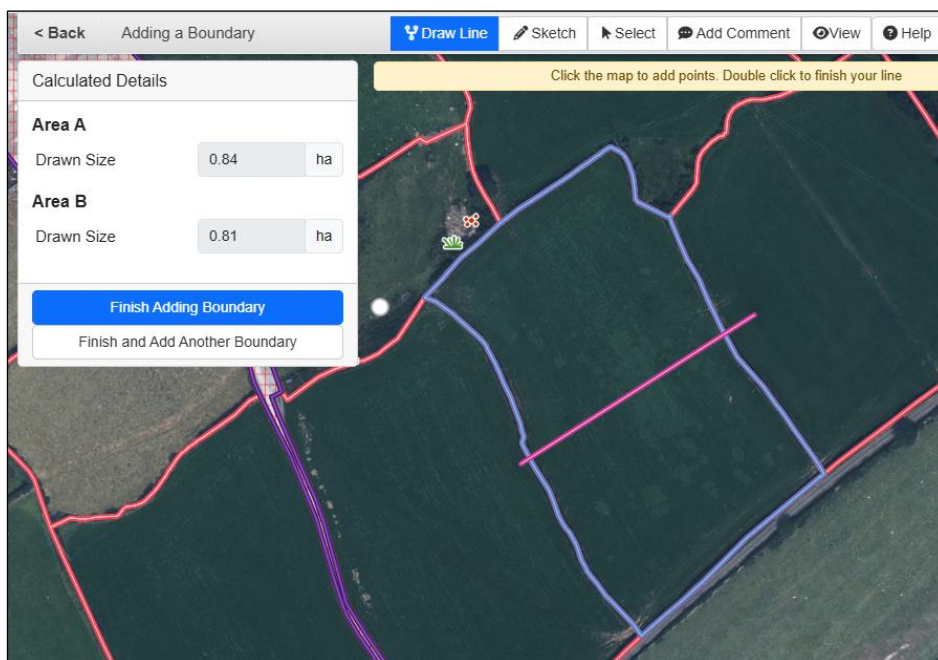 < Back Adding a Boundary Draw Line Sketch Select Add Comment View Help
Click the map to add points. Double click to finish your line
Calculated Details
Area A
Drawn Size 0.84 ha
Area B
Drawn Size 0.81 ha
Finish Adding Boundary
Finish and Add Another Boundary